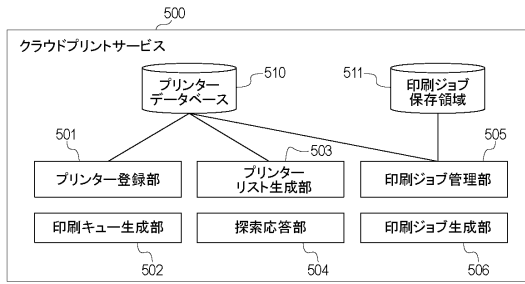 500
クラウドプリントサービス
プリンター
データベース
510
511
印刷ジョブ
保存領域
501
503
505
プリンター登録部
プリンター
リスト生成部
印刷ジョブ管理部
印刷キュー生成部
探索応答部
印刷ジョブ生成部
502
504
506